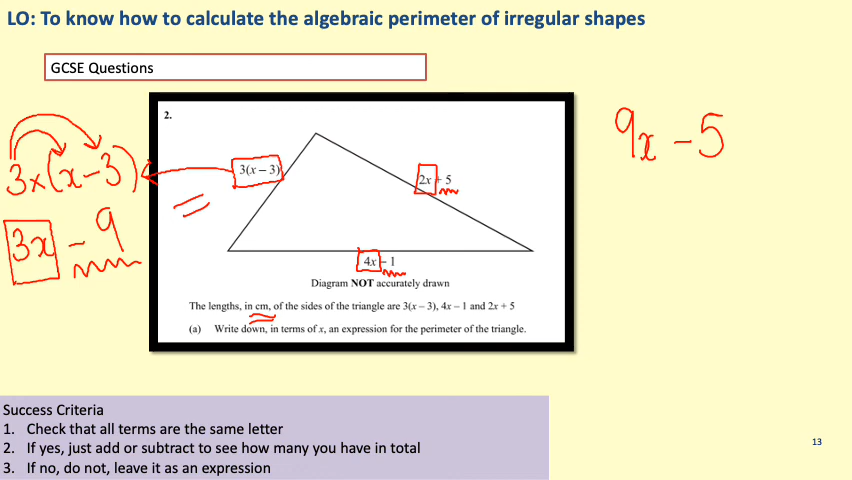 LO: To know how to calculate the algebraic perimeter of irregular shapes
GCSE Questions
2.
3(x – 3)
2x + 5
4x – 1
Diagram NOT accurately drawn
The lengths, in cm, of the sides of the triangle are 3(x – 3), 4x – 1 and 2x + 5
(a) Write down, in terms of x, an expression for the perimeter of the triangle.
3x(x-3)
3x - 9
=
9x - 5
Success Criteria
1. Check that all terms are the same letter
2. If yes, just add or subtract to see how many you have in total
3. If no, do not, leave it as an expression
13